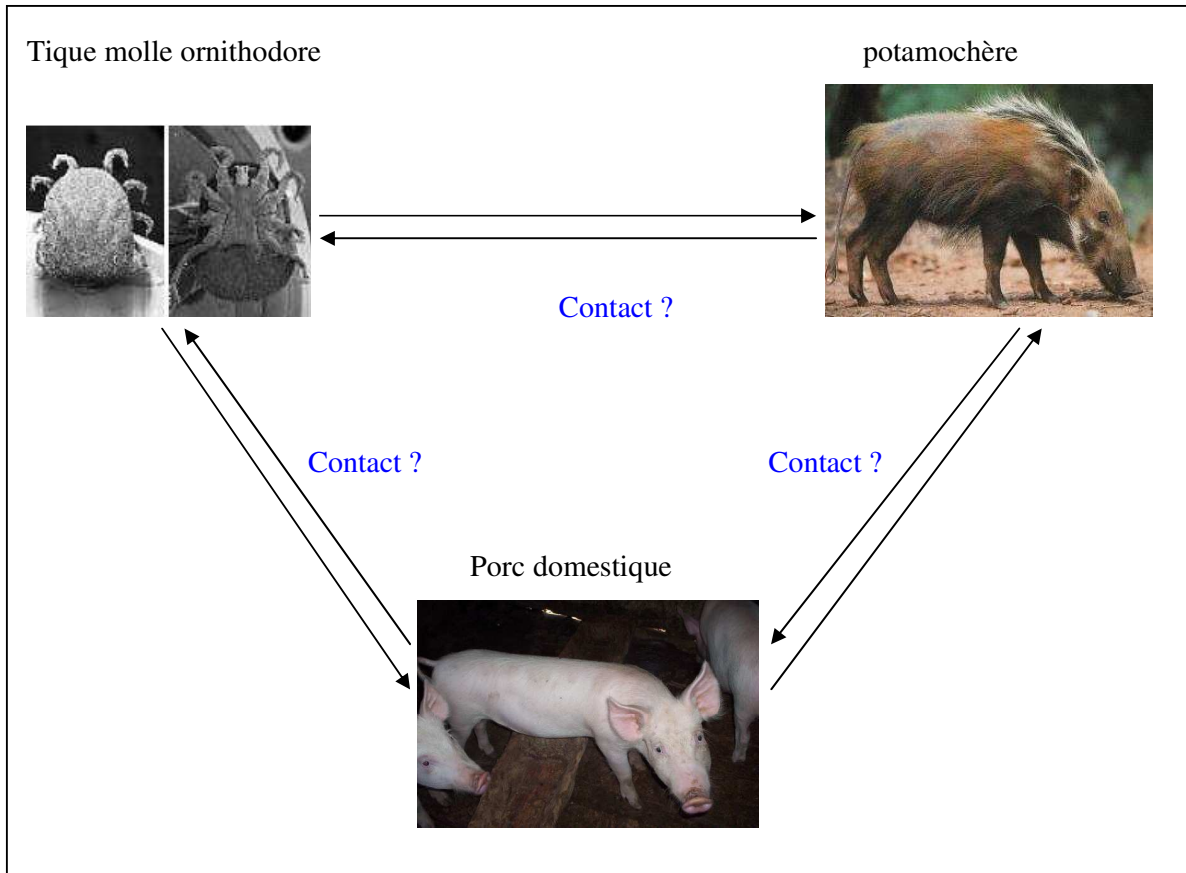 Tique molle ornithodore
potamochère
Contact ?
Contact ?
Contact ?
Porc domestique